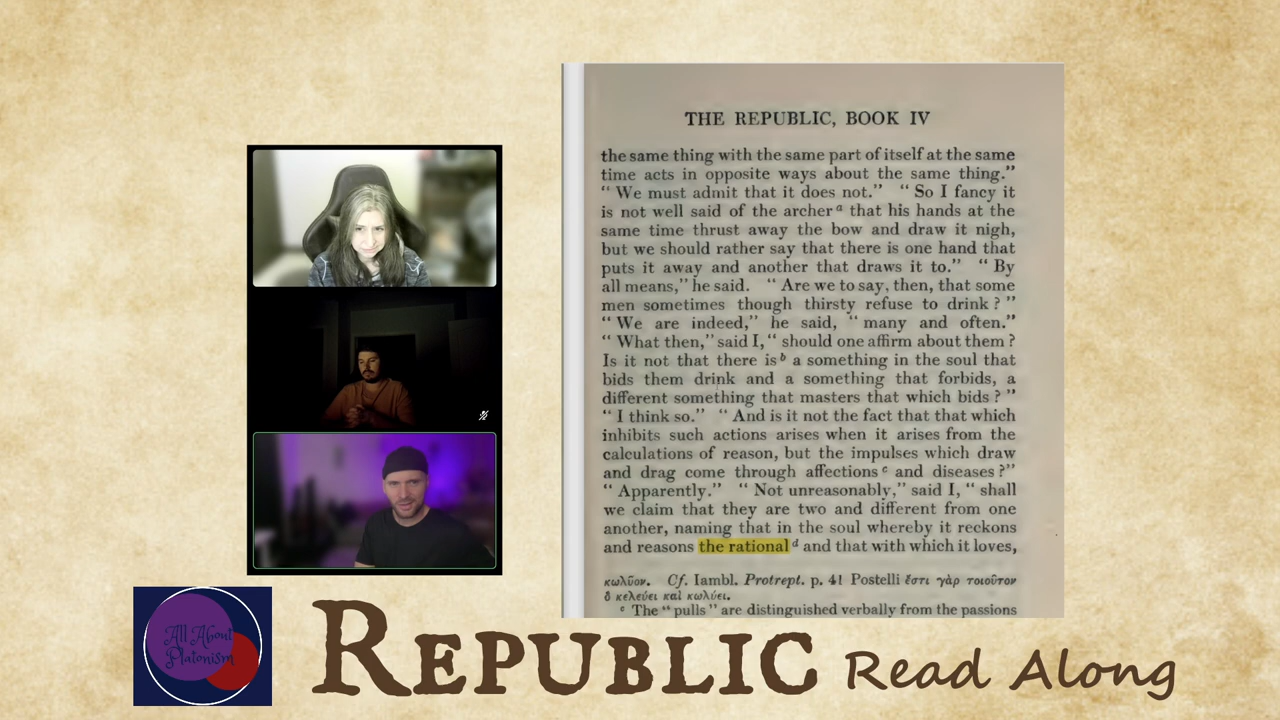 THE REPUBLIC, BOOK IV
the same thing with the same part of itself at the same
time acts in opposite ways about the same thing.”
“ We must admit that it does not.” “ So I fancy it
is not well said of the archer a that his hands at the
same time thrust away the bow and draw it nigh,
but we should rather say that there is one hand that
puts it away and another that draws it to.” “ By
all means,” he said. “ Are we to say, then, that some
men sometimes though thirsty refuse to drink ? ”
“ We are indeed,” he said, “ many and often.”
“ What then,” said I, “ should one affirm about them ?
Is it not that there is b a something in the soul that
bids them drink and a something that forbids, a
different something that masters that which bids ? ”
“ I think so.” “ And is it not the fact that that which
inhibits such actions arises when it arises from the
calculations of reason, but the impulses which draw
and drag come through affections c and diseases ?”
“ Apparently.” “ Not unreasonably,” said I, “ shall
we claim that they are two and different from one
another, naming that in the soul whereby it reckons
and reasons the rational d and that with which it loves,
κωλῦον. Cf. Iambl. Protrept. p. 41 Postelli ἔστι γὰρ τοιοῦτον
ὃ κελεύει καὶ κωλύει.
c The “ pulls ” are distinguished verbally from the passions
All About
Platonism
REPUBLIC Read Along